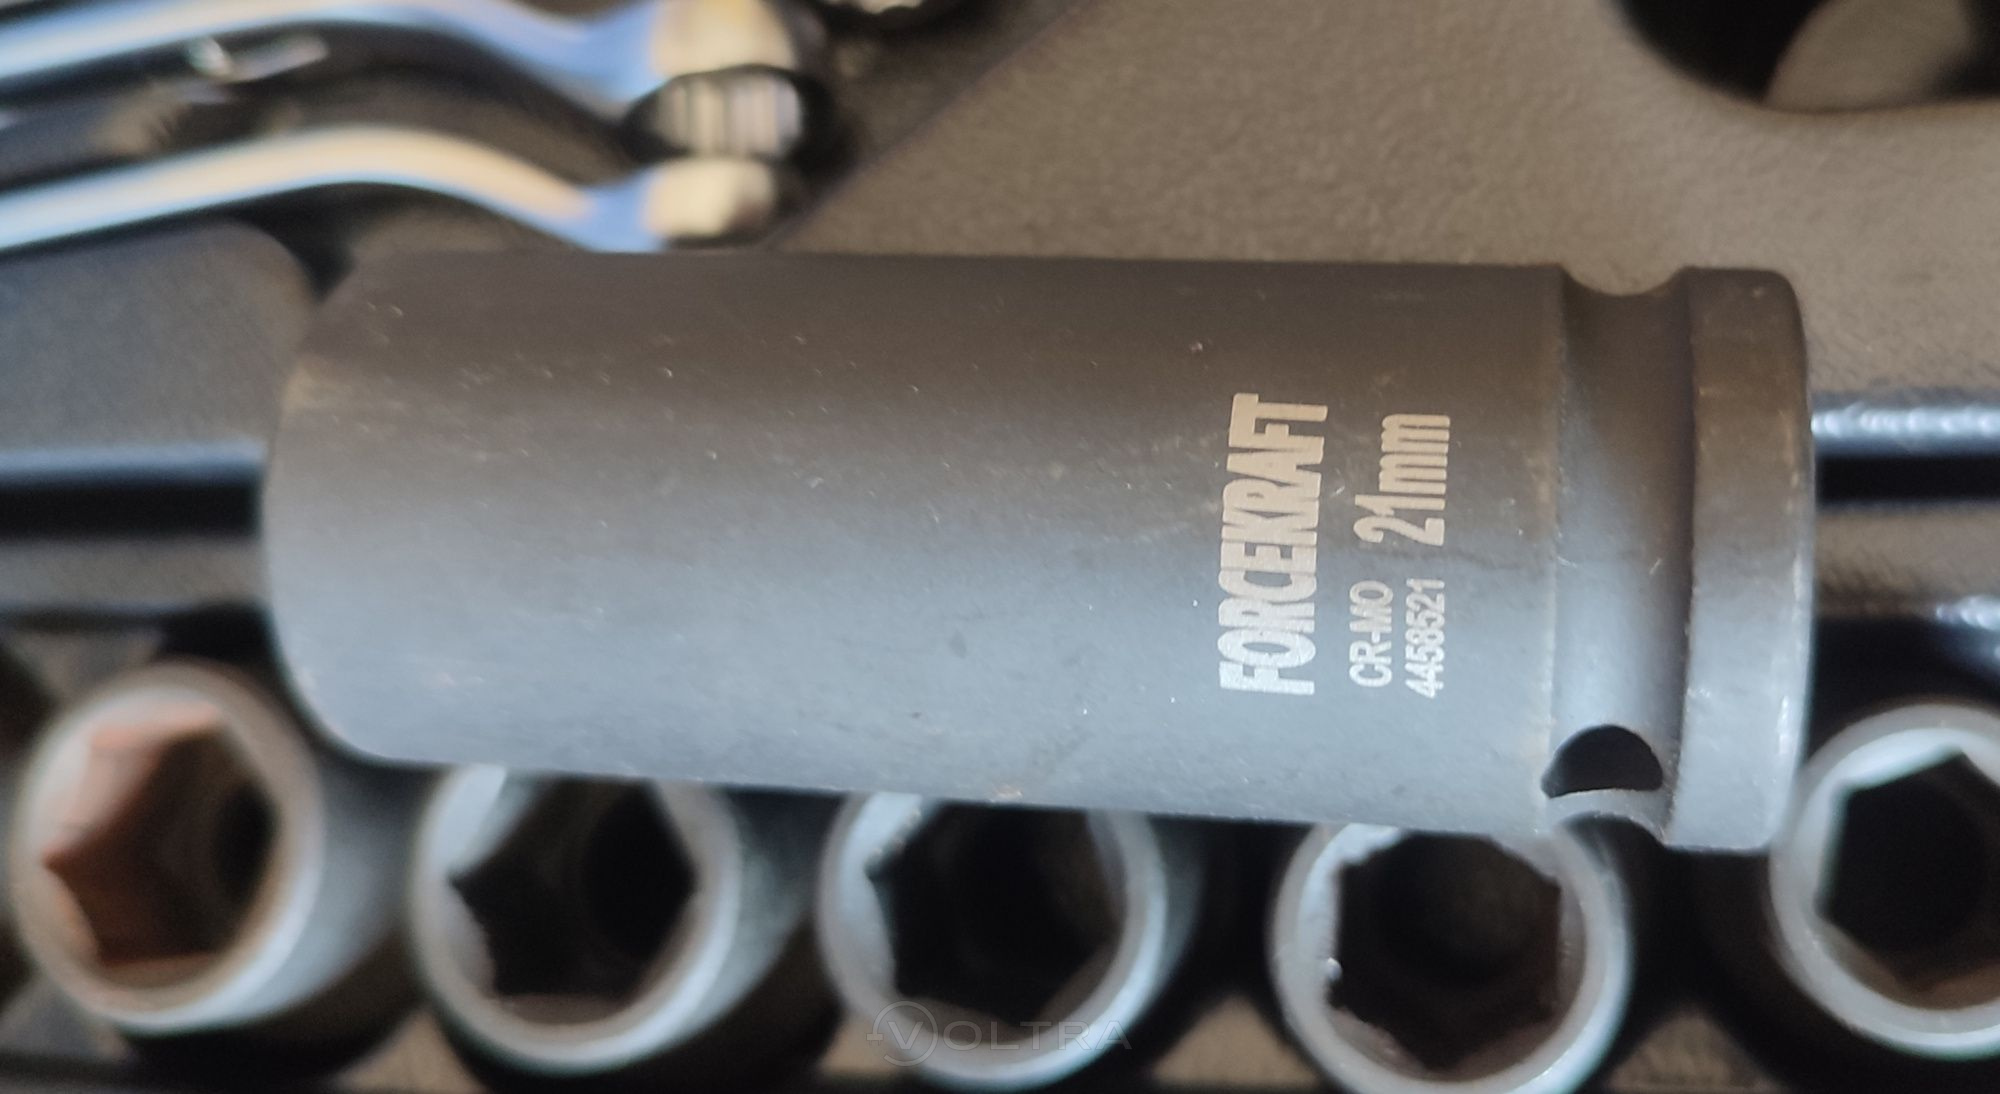 FORCEKRAFT
CR-MO 21mm
4458521
VOLTRA